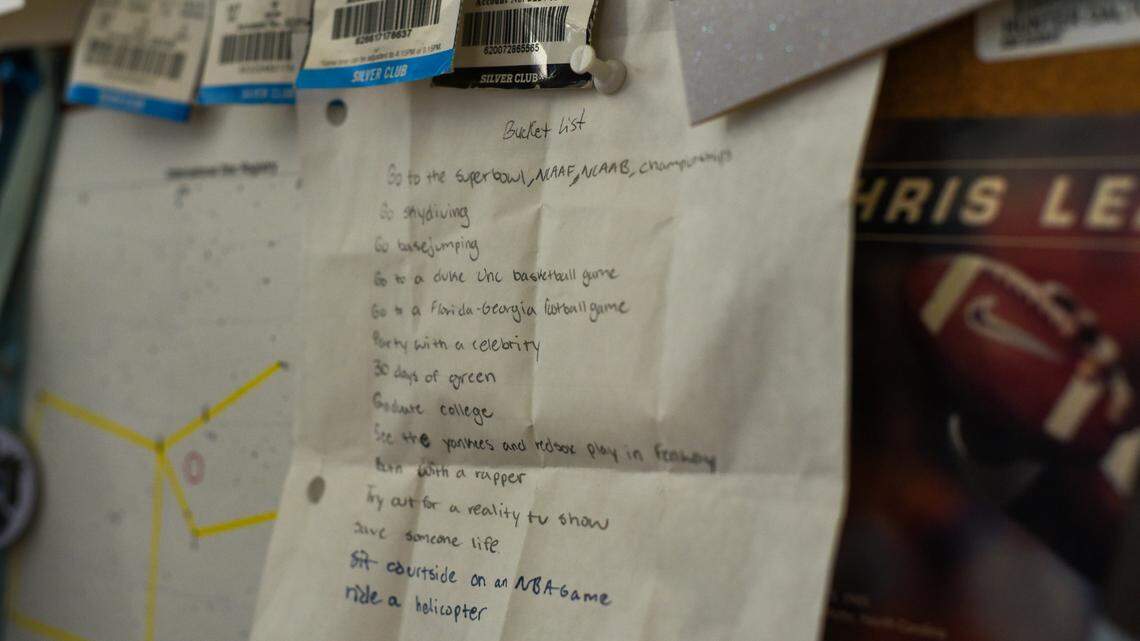 626617178637
SILVER CLUB
620072865565
SILVER CLUB
Bucket List
Go to the superbowl, NCAAF, NCAAB, championships
Go skydiving
Go basejumping
Go to a duke unc basketball game
Go to a Florida-Georgia football game
Party with a celebrity
30 days of green
Graduate college
See the yankees and redsox play in Fenway
Burn with a rapper
Try out for a reality tv show
Save someone life.
sit courtside on an NBA Game
ride a helicopter
HRIS LE